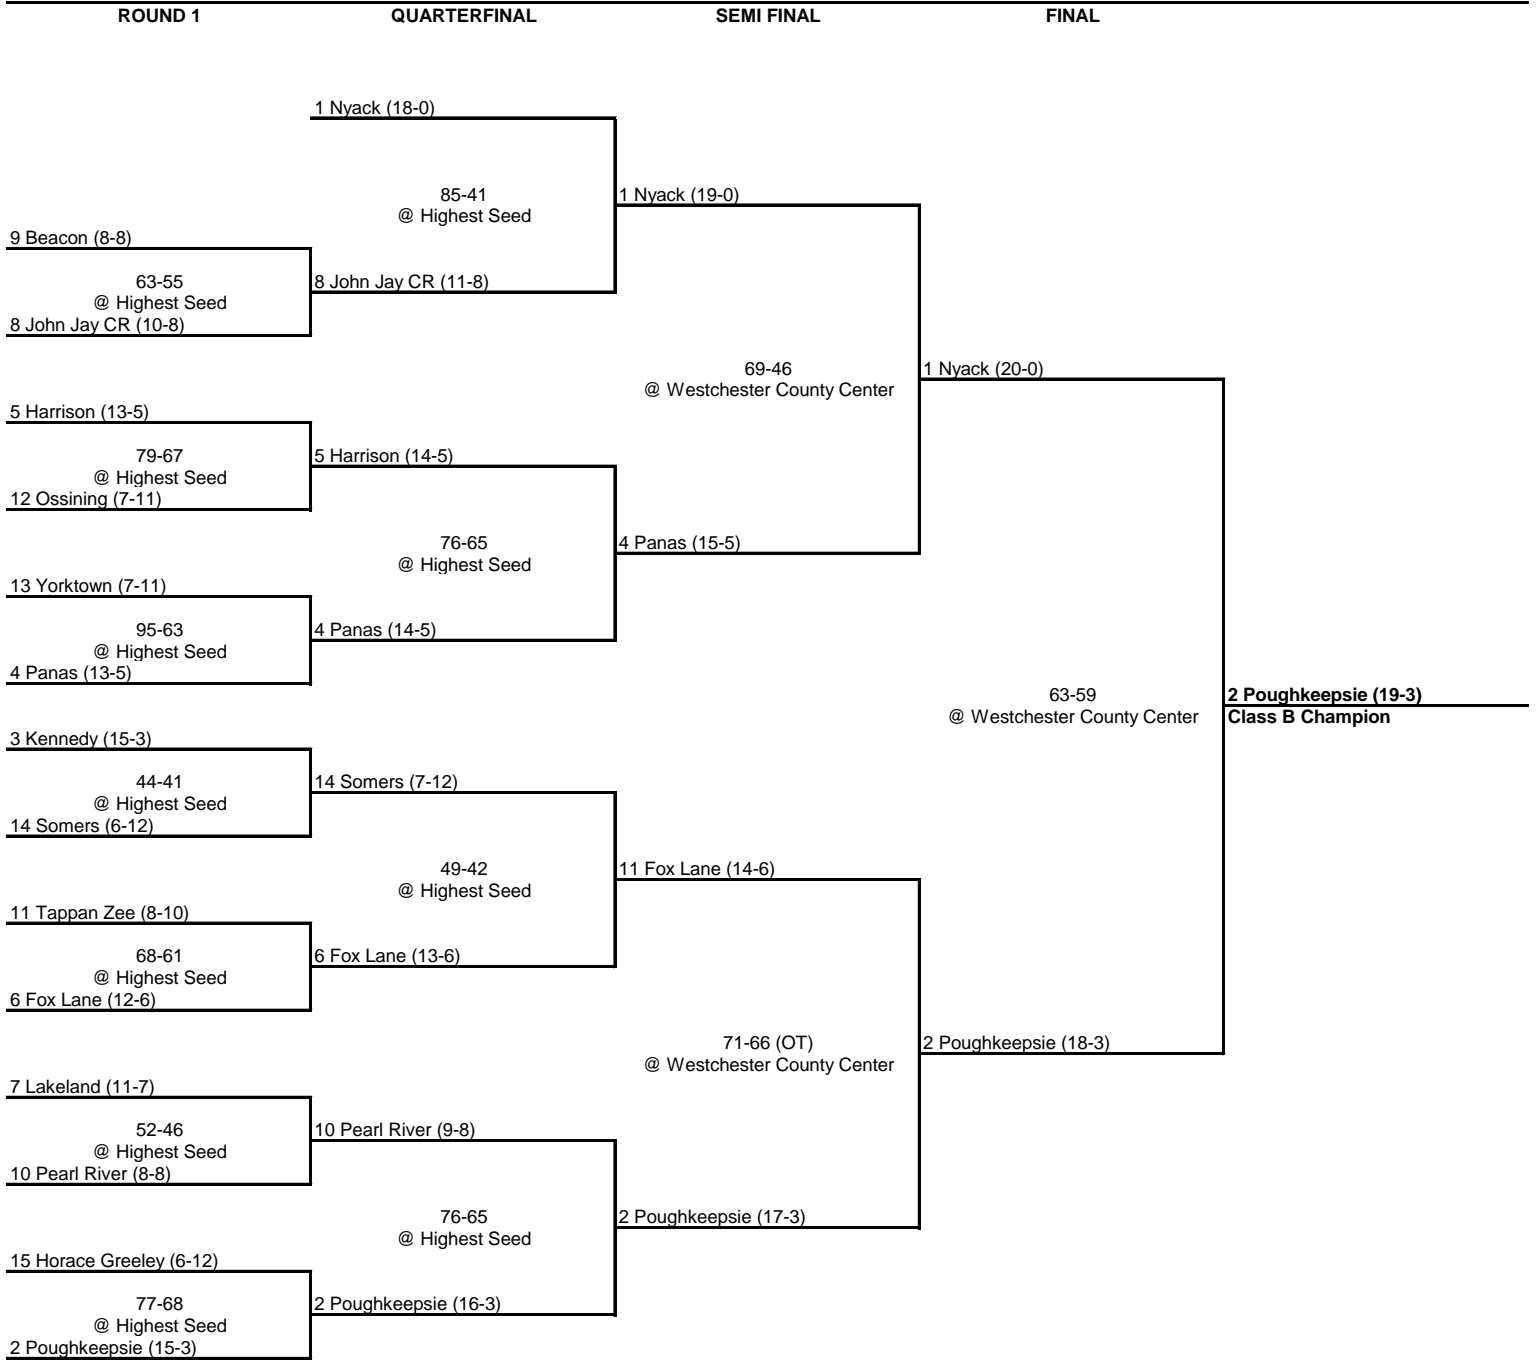 ROUND 1
QUARTERFINAL
SEMI FINAL
FINAL
1 Nyack (18-0)
85-41
@ Highest Seed
1 Nyack (19-0)
9 Beacon (8-8)
63-55
@ Highest Seed
8 John Jay CR (11-8)
8 John Jay CR (10-8)
69-46
@ Westchester County Center
1 Nyack (20-0)
5 Harrison (13-5)
79-67
@ Highest Seed
5 Harrison (14-5)
12 Ossining (7-11)
76-65
@ Highest Seed
4 Panas (15-5)
13 Yorktown (7-11)
95-63
@ Highest Seed
4 Panas (14-5)
4 Panas (13-5)
63-59
@ Westchester County Center
2 Poughkeepsie (19-3)
Class B Champion
3 Kennedy (15-3)
44-41
@ Highest Seed
14 Somers (7-12)
14 Somers (6-12)
49-42
@ Highest Seed
11 Fox Lane (14-6)
11 Tappan Zee (8-10)
68-61
@ Highest Seed
6 Fox Lane (13-6)
6 Fox Lane (12-6)
71-66 (OT)
@ Westchester County Center
2 Poughkeepsie (18-3)
7 Lakeland (11-7)
52-46
@ Highest Seed
10 Pearl River (9-8)
10 Pearl River (8-8)
76-65
@ Highest Seed
2 Poughkeepsie (17-3)
15 Horace Greeley (6-12)
77-68
@ Highest Seed
2 Poughkeepsie (16-3)
2 Poughkeepsie (15-3)